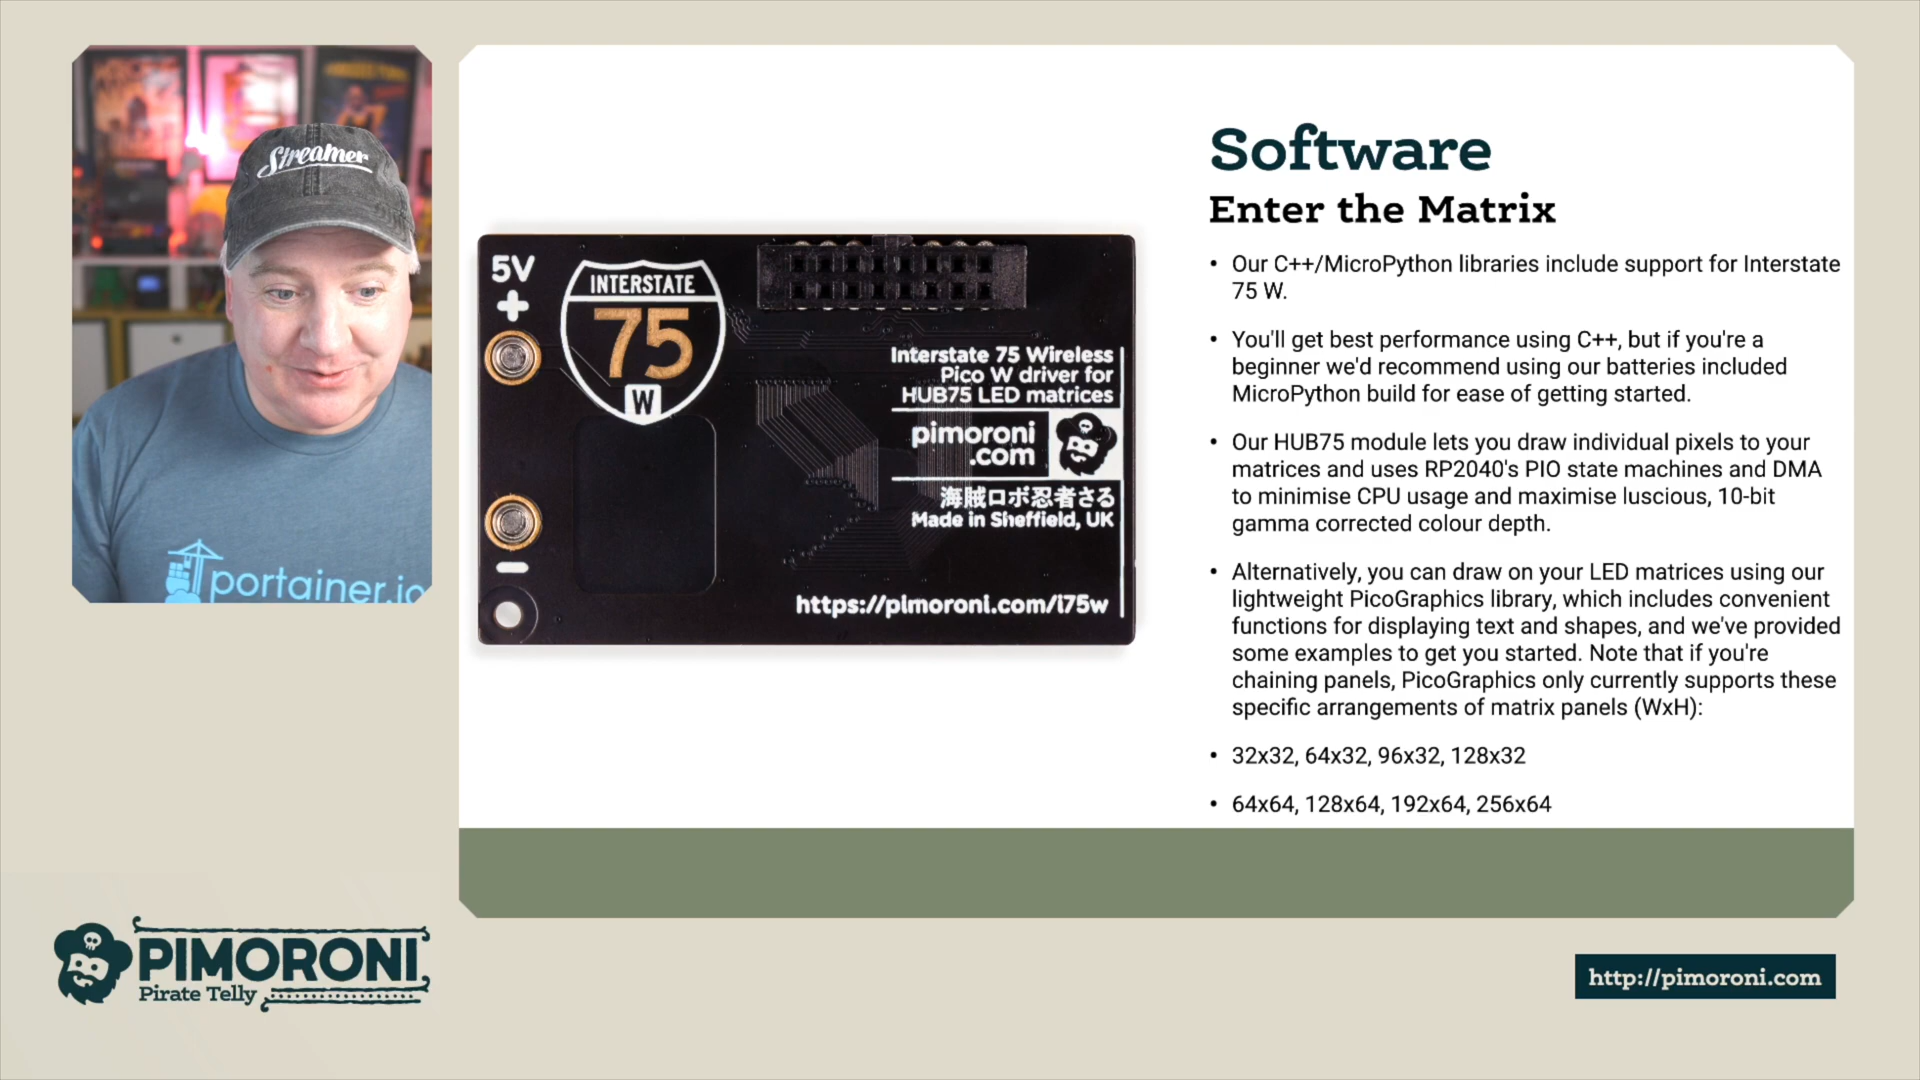 Streamer
portainer.io
5V
+
INTERSTATE
75
W
Interstate 75 Wireless
Pico W driver for
HUB75 LED matrices
pimoroni
.com
海賊ロボ忍者さる
Made in Sheffield, UK
https://pimoroni.com/i75w
Software
Enter the Matrix
• Our C++/MicroPython libraries include support for Interstate
75 W.
• You'll get best performance using C++, but if you're a
beginner we'd recommend using our batteries included
MicroPython build for ease of getting started.
• Our HUB75 module lets you draw individual pixels to your
matrices and uses RP2040's PIO state machines and DMA
to minimise CPU usage and maximise luscious, 10-bit
gamma corrected colour depth.
• Alternatively, you can draw on your LED matrices using our
lightweight PicoGraphics library, which includes convenient
functions for displaying text and shapes, and we've provided
some examples to get you started. Note that if you're
chaining panels, PicoGraphics only currently supports these
specific arrangements of matrix panels (WxH):
• 32x32, 64x32, 96x32, 128x32
• 64x64, 128x64, 192x64, 256x64
PIMORONI
Pirate Telly
http://pimoroni.com